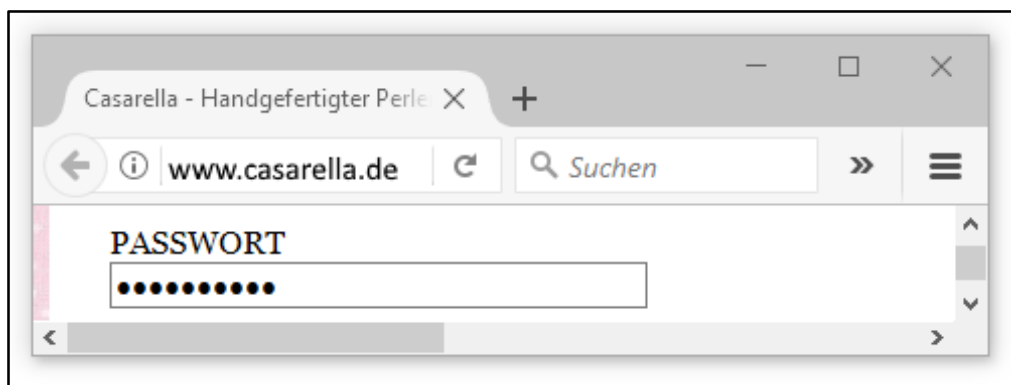 Casarella - Handgefertigter Perle
www.casarella.de
Suchen
PASSWORT
••••••••••